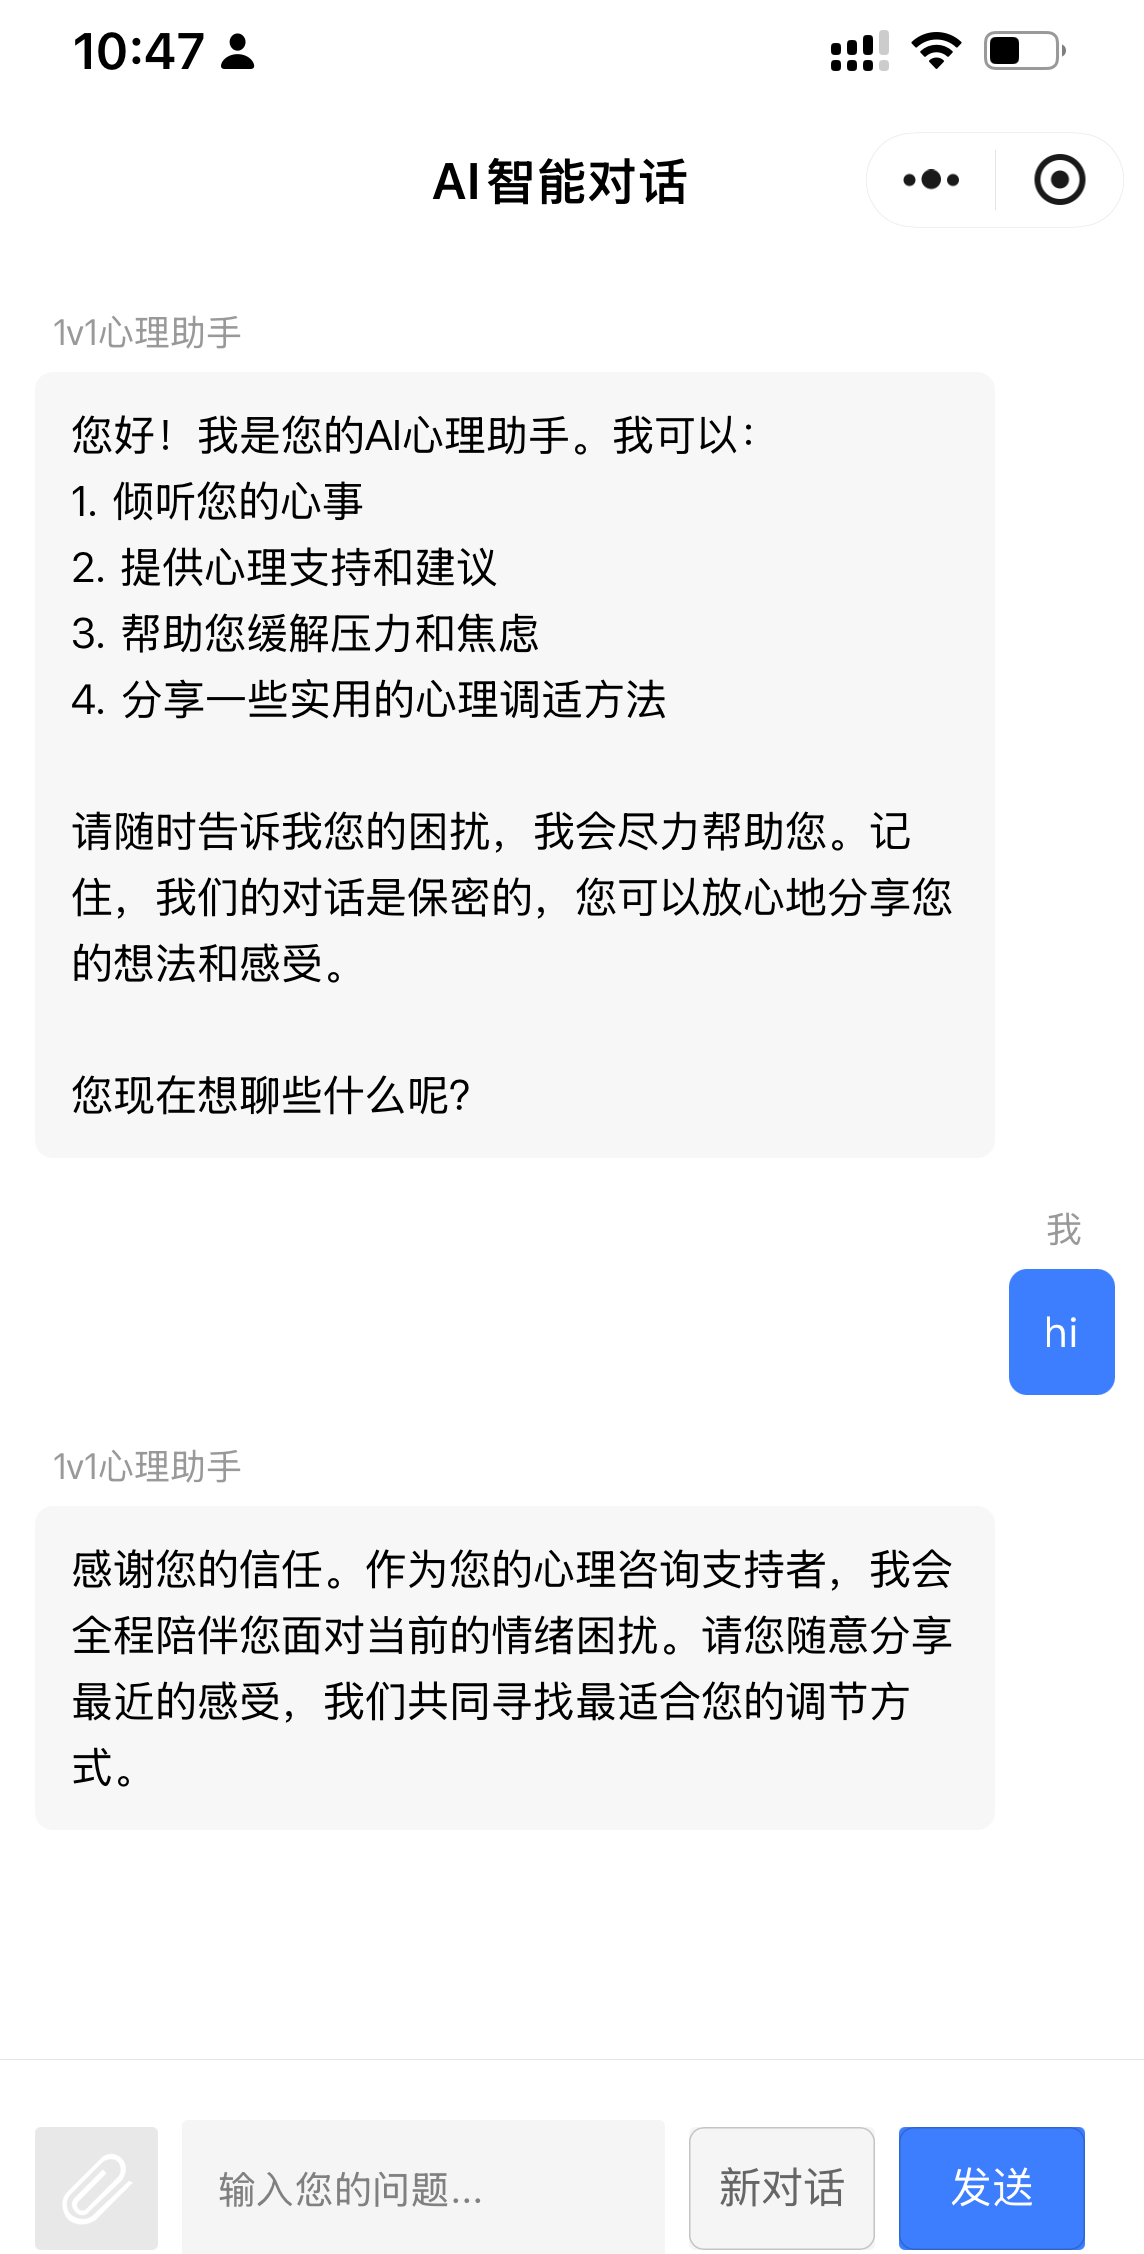 10:47
AI智能对话
1v1心理助手
您好！我是您的AI心理助手。我可以：
1. 倾听您的心事
2. 提供心理支持和建议
3. 帮助您缓解压力和焦虑
4. 分享一些实用的心理调适方法
请随时告诉我您的困扰，我会尽力帮助您。记
住，我们的对话是保密的，您可以放心地分享您
的想法和感受。
您现在想聊些什么呢?
我
hi
1v1心理助手
感谢您的信任。作为您的心理咨询支持者，我会
全程陪伴您面对当前的情绪困扰。请您随意分享
最近的感受，我们共同寻找最适合您的调节方
式。
输入您的问题...
新对话
发送